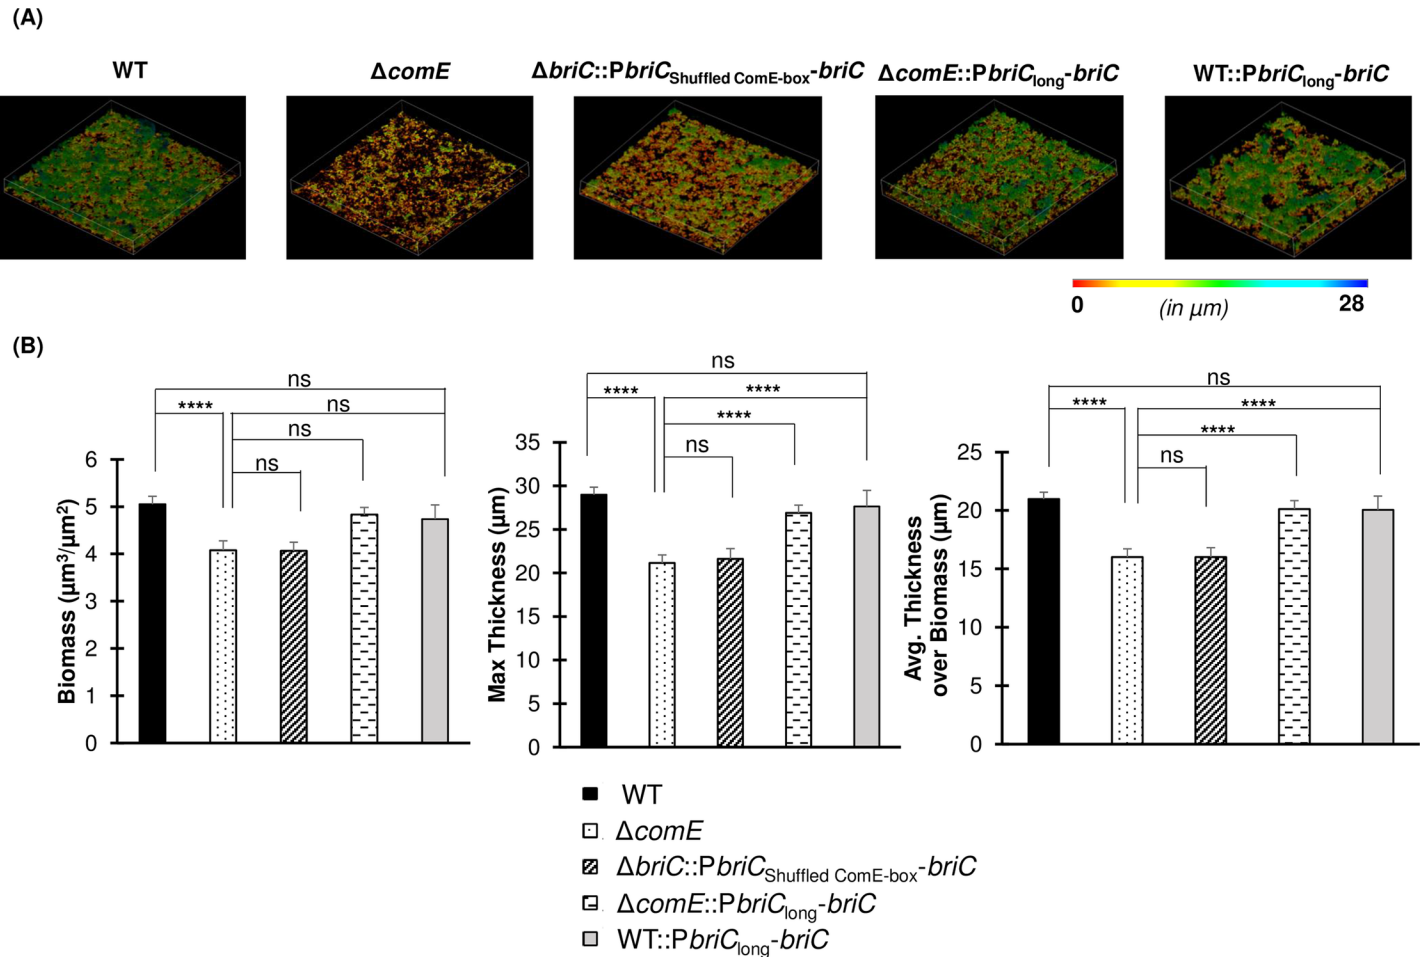 (A)
WT
ΔcomE
ΔbriC::PbriCShuffled ComE-box-briC
ΔcomE::PbriClong-briC
WT::PbriClong-briC
0 (in µm) 28
(B)
ns
****
ns
ns
ns
6
5
4
3
2
1
0
Biomass (µm³/µm²)
ns
****
****
****
ns
35
30
25
20
15
10
5
0
Max Thickness (µm)
ns
****
****
****
ns
25
20
15
10
5
0
Avg. Thickness
over Biomass (µm)
WT
ΔcomE
ΔbriC::PbriCShuffled ComE-box-briC
ΔcomE::PbriClong-briC
WT::PbriClong-briC